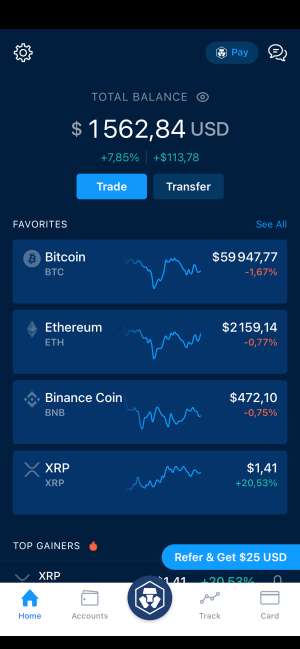 Pay
TOTAL BALANCE
$ 1 562,84 USD
+7,85% +$113,78
Trade Transfer
FAVORITES See All
Bitcoin $59 947,77
BTC -1,67%
Ethereum $2 159,14
ETH -0,77%
Binance Coin $472,10
BNB -0,75%
XRP $1,41
XRP +20,53%
TOP GAINERS
Refer & Get $25 USD
XRP $1,41 +20,53%
Home Accounts Track Card